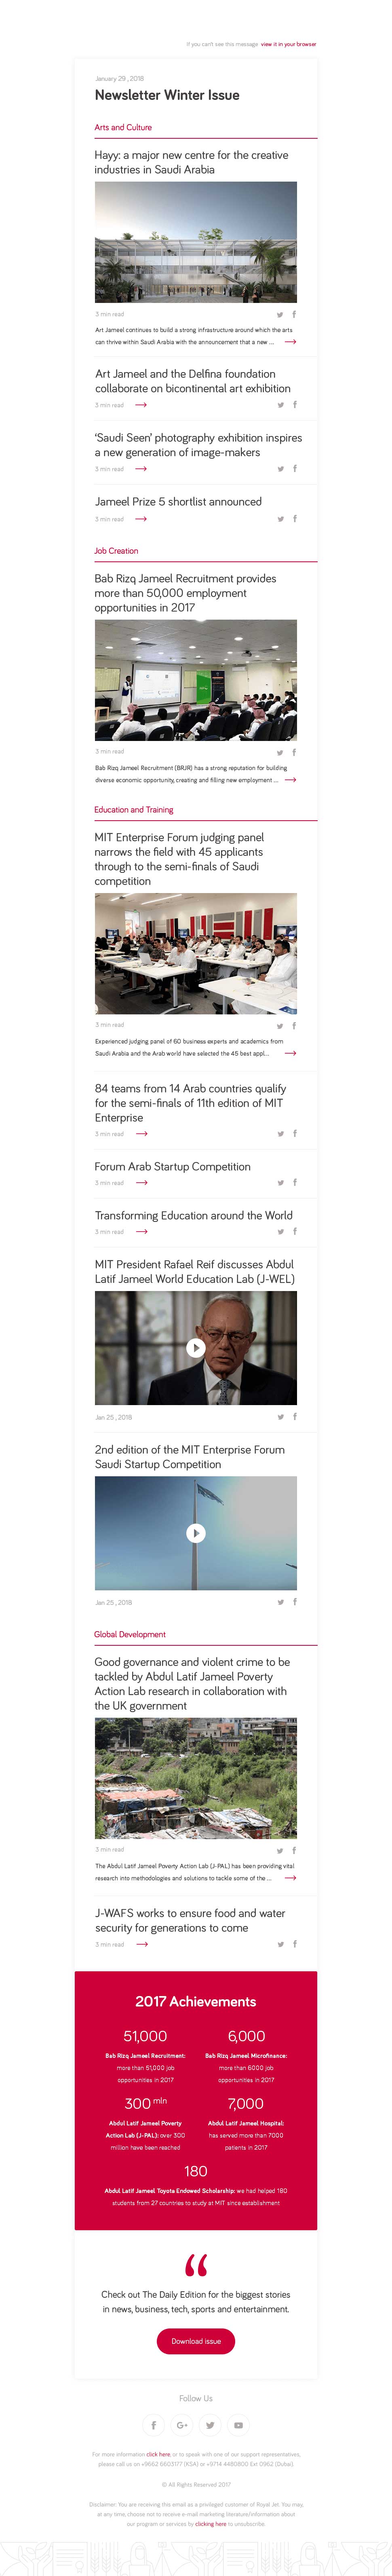 If you can't see this message view it in your browser
January 29, 2018
Newsletter Winter Issue
Arts and Culture
Hayy: a major new centre for the creative
industries in Saudi Arabia
3 min read
Art Jameel continues to build a strong infrastructure around which the arts
can thrive within Saudi Arabia with the announcement that a new ...
Art Jameel and the Delfina foundation
collaborate on bicontinental art exhibition
3 min read
‘Saudi Seen’ photography exhibition inspires
a new generation of image-makers
3 min read
Jameel Prize 5 shortlist announced
3 min read
Job Creation
Bab Rizq Jameel Recruitment provides
more than 50,000 employment
opportunities in 2017
3 min read
Bab Rizq Jameel Recruitment (BRJR) has a strong reputation for building
diverse economic opportunity, creating and filling new employment ...
Education and Training
MIT Enterprise Forum judging panel
narrows the field with 45 applicants
through to the semi-finals of Saudi
competition
3 min read
Experienced judging panel of 60 business experts and academics from
Saudi Arabia and the Arab world have selected the 45 best appl...
84 teams from 14 Arab countries qualify
for the semi-finals of 11th edition of MIT
Enterprise
3 min read
Forum Arab Startup Competition
3 min read
Transforming Education around the World
3 min read
MIT President Rafael Reif discusses Abdul
Latif Jameel World Education Lab (J-WEL)
Jan 25 , 2018
2nd edition of the MIT Enterprise Forum
Saudi Startup Competition
Jan 25 , 2018
Global Development
Good governance and violent crime to be
tackled by Abdul Latif Jameel Poverty
Action Lab research in collaboration with
the UK government
3 min read
The Abdul Latif Jameel Poverty Action Lab (J-PAL) has been providing vital
research into methodologies and solutions to tackle some of the ...
J-WAFS works to ensure food and water
security for generations to come
3 min read
2017 Achievements
51,000
Bab Rizq Jameel Recruitment:
more than 51,000 job
opportunities in 2017
6,000
Bab Rizq Jameel Microfinance:
more than 6000 job
opportunities in 2017
300 mln
Abdul Latif Jameel Poverty
Action Lab (J-PAL): over 300
million have been reached
7,000
Abdul Latif Jameel Hospital:
has served more than 7000
patients in 2017
180
Abdul Latif Jameel Toyota Endowed Scholarship: we had helped 180
students from 27 countries to study at MIT since establishment
“
Check out The Daily Edition for the biggest stories
in news, business, tech, sports and entertainment.
Download issue
Follow Us
For more information click here, or to speak with one of our support representatives,
please call us on +9662 6603177 (KSA) or +9714 4480800 Ext 0962 (Dubai).
© All Rights Reserved 2017
Disclaimer: You are receiving this email as a privileged customer of Royal Jet. You may,
at any time, choose not to receive e-mail marketing literature/information about
our program or services by clicking here to unsubscribe.